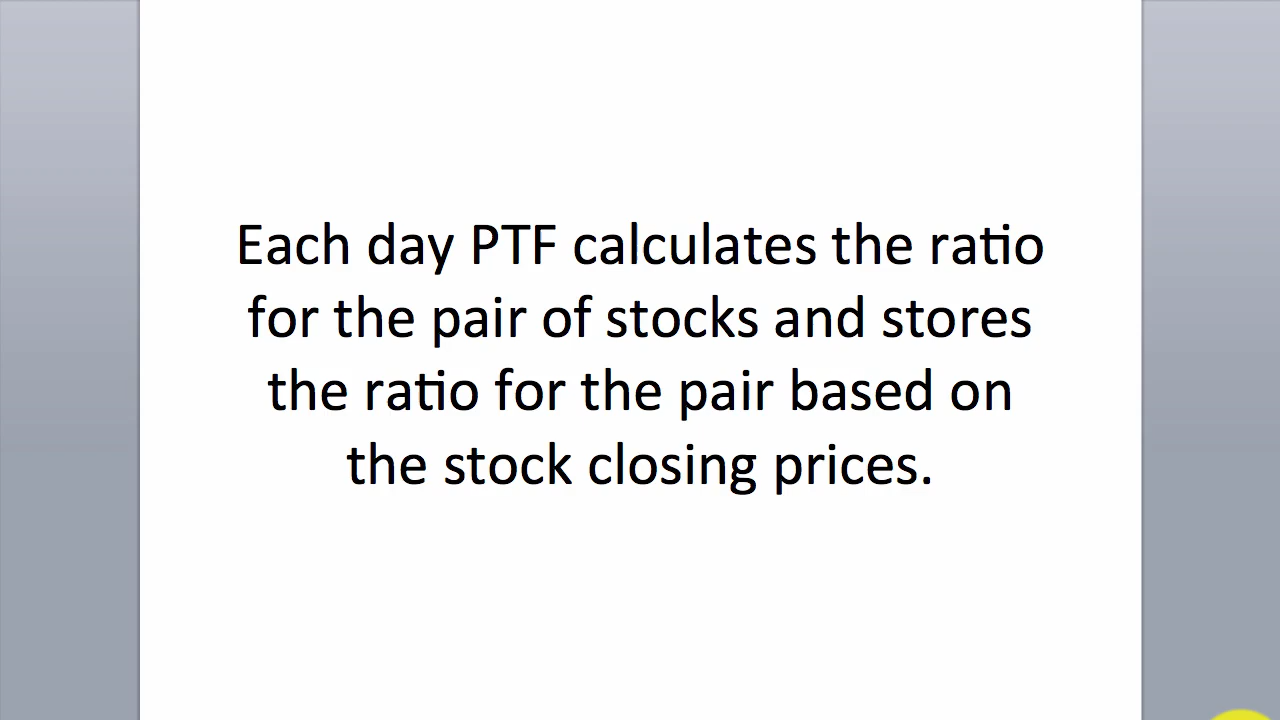 Each day PTF calculates the ratio
for the pair of stocks and stores
the ratio for the pair based on
the stock closing prices.